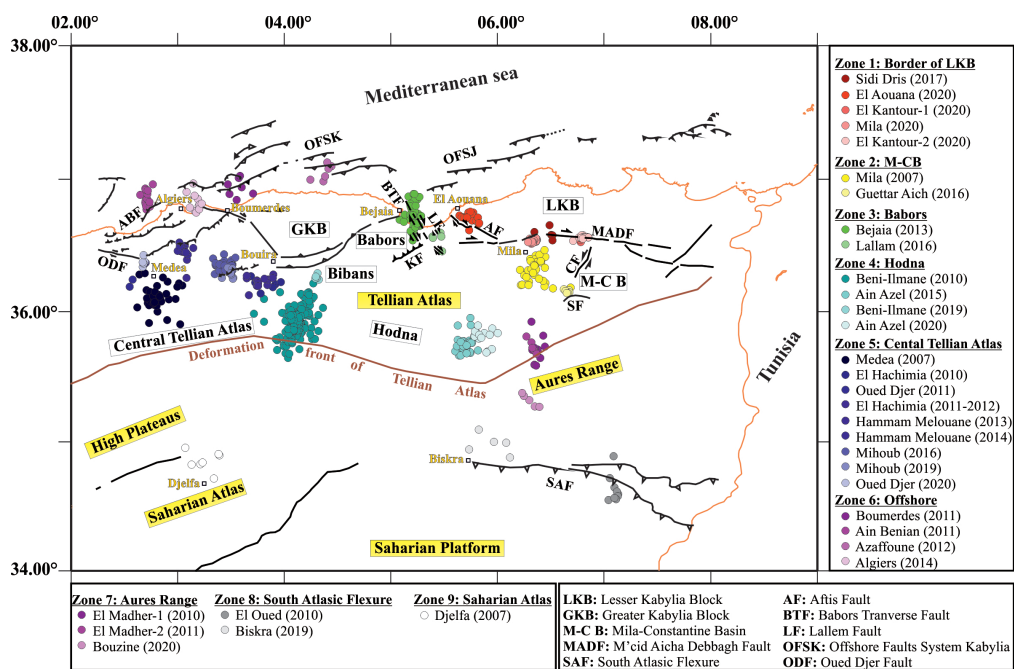 02.00°
04.00°
06.00°
08.00°
38.00°
36.00°
34.00°
Mediterranean sea
OFSK
OFSJ
ABF
Algiers
Boumerdes
BTF
El Aouana
Bejaia
LKB
GKB
LF
AF
MADF
Babors
Bouira
KF
Mila
ODF
Medea
Bibans
CF
M-C B
Tellian Atlas
SF
Central Tellian Atlas
Hodna
Deformation front of Tellian Atlas
Aures Range
Tunisia
High Plateaus
Biskra
SAF
Djelfa
Saharian Atlas
Saharian Platform
Zone 1: Border of LKB
Sidi Dris (2017)
El Aouana (2020)
El Kantour-1 (2020)
Mila (2020)
El Kantour-2 (2020)
Zone 2: M-CB
Mila (2007)
Guettar Aich (2016)
Zone 3: Babors
Bejaia (2013)
Lallam (2016)
Zone 4: Hodna
Beni-Ilmane (2010)
Ain Azel (2015)
Beni-Ilmane (2019)
Ain Azel (2020)
Zone 5: Cental Tellian Atlas
Medea (2007)
El Hachimia (2010)
Oued Djer (2011)
El Hachimia (2011-2012)
Hammam Melouane (2013)
Hammam Melouane (2014)
Mihoub (2016)
Mihoub (2019)
Oued Djer (2020)
Zone 6: Offshore
Boumerdes (2011)
Ain Benian (2011)
Azaffoune (2012)
Algiers (2014)
Zone 7: Aures Range
El Madher-1 (2010)
El Madher-2 (2011)
Bouzine (2020)
Zone 8: South Atlasic Flexure
El Oued (2010)
Biskra (2019)
Zone 9: Saharian Atlas
Djelfa (2007)
LKB: Lesser Kabylia Block
GKB: Greater Kabylia Block
M-C B: Mila-Constantine Basin
MADF: M'cid Aicha Debbagh Fault
SAF: South Atlasic Flexure
AF: Aftis Fault
BTF: Babors Tranverse Fault
LF: Lallem Fault
OFSK: Offshore Faults System Kabylia
ODF: Oued Djer Fault